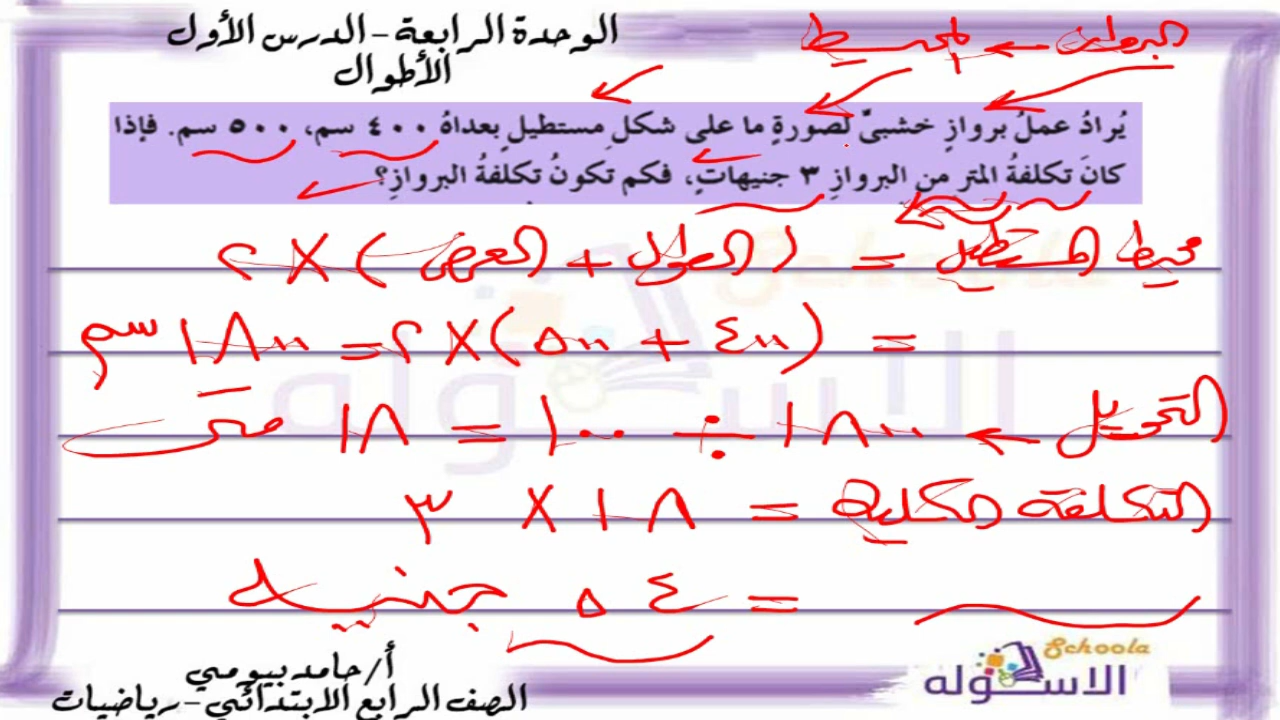 الوحدة الرابعة - الدرس الأول
الأطوال
البرواز ← المحيط
يُرادُ عملُ بروازٍ خشبىٍّ لصورةٍ ما على شكلِ مستطيلٍ بعداهُ ٤٠٠ سم، ٥٠٠ سم. فإذا
كانَ تكلفةُ المترِ من البروازِ ٣ جنيهاتٍ، فكم تكونُ تكلفةُ البروازِ؟
محيط المستطيل = (الطول + العرض) × ٢
= (٤٠٠ + ٥٠٠) × ٢ = ١٨٠٠ سم
التحويل ← ١٨٠٠ ÷ ١٠٠ = ١٨ متر
التكلفة الكلية = ١٨ × ٣
= ٥٤ جنيه
Schoola
الاسكوله
أ/حامد بيومي
الصف الرابع الابتدائي - رياضيات